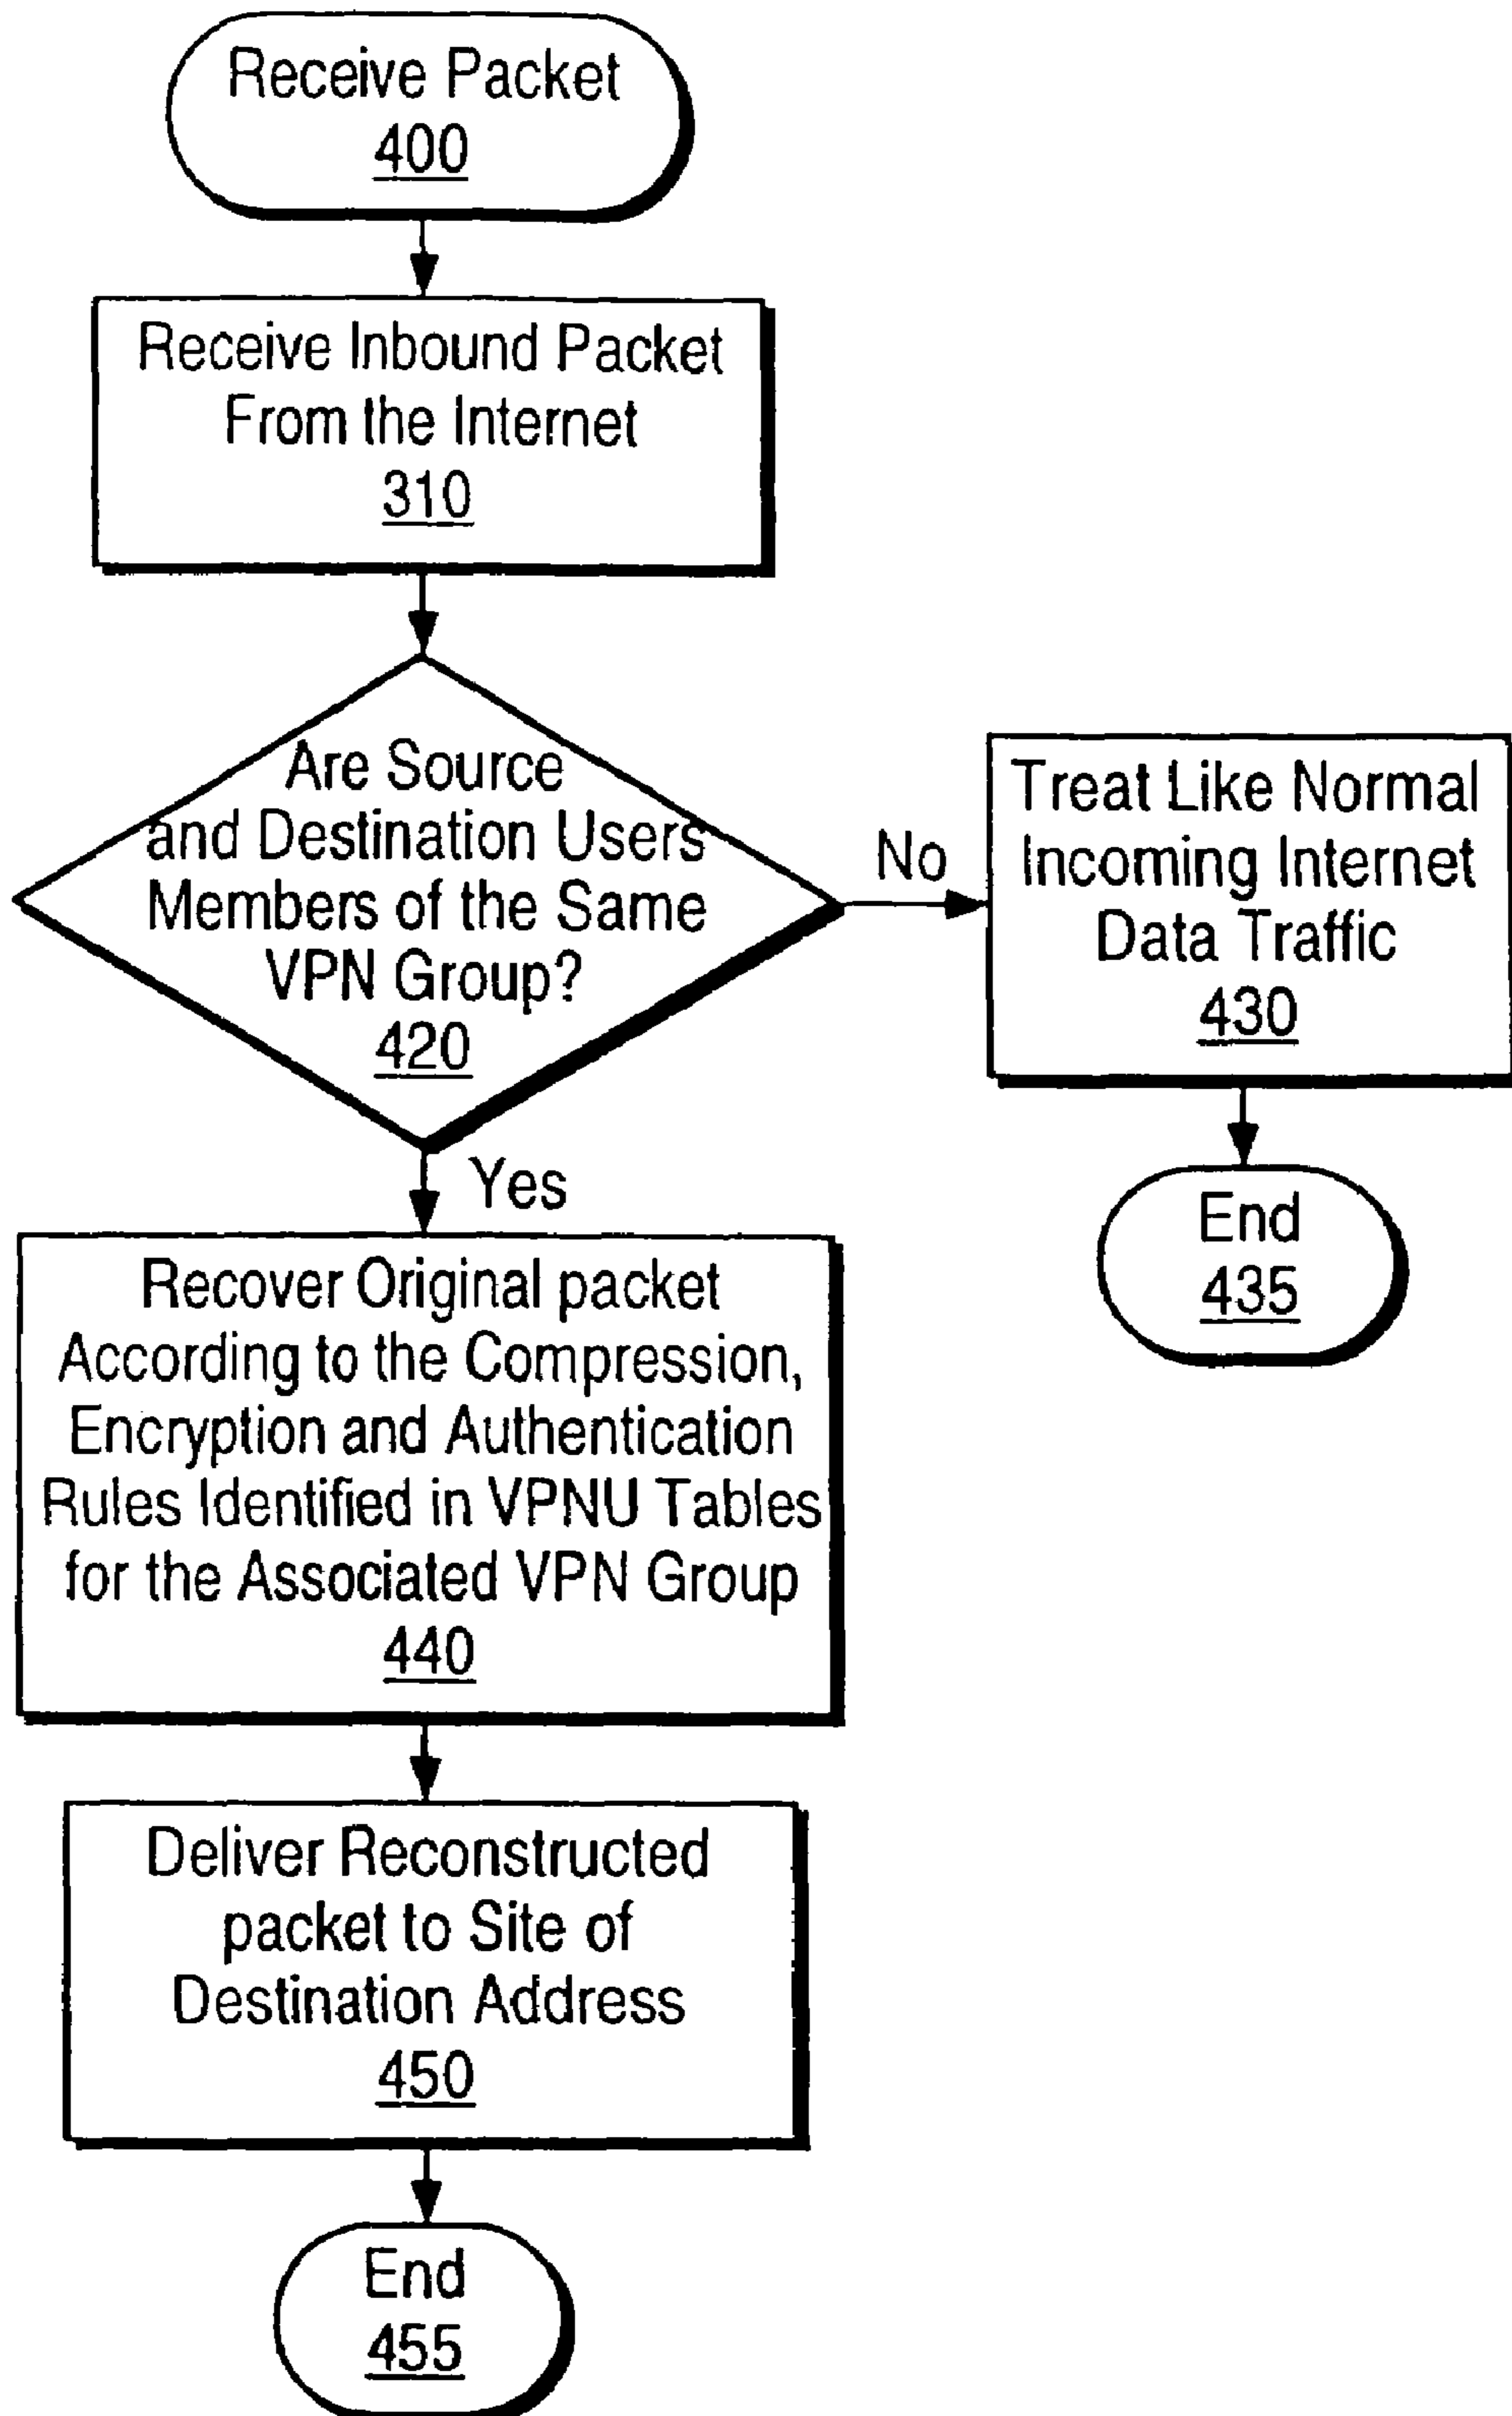 Receive Packet
400
Receive Inbound Packet
From the Internet
310
Are Source
and Destination Users
Members of the Same
VPN Group?
420
No
Treat Like Normal
Incoming Internet
Data Traffic
430
End
435
Yes
Recover Original packet
According to the Compression,
Encryption and Authentication
Rules Identified in VPNU Tables
for the Associated VPN Group
440
Deliver Reconstructed
packet to Site of
Destination Address
450
End
455